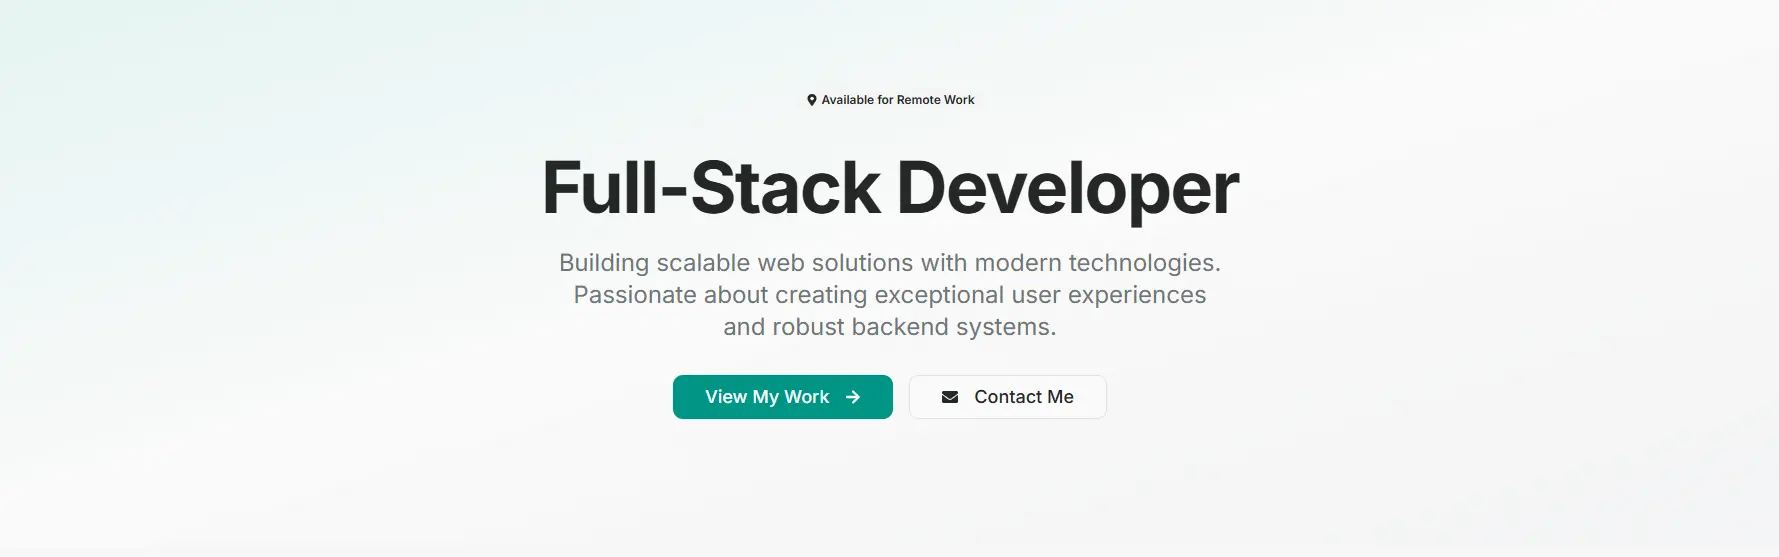 Available for Remote Work
Full-Stack Developer
Building scalable web solutions with modern technologies.
Passionate about creating exceptional user experiences
and robust backend systems.
View My Work
Contact Me